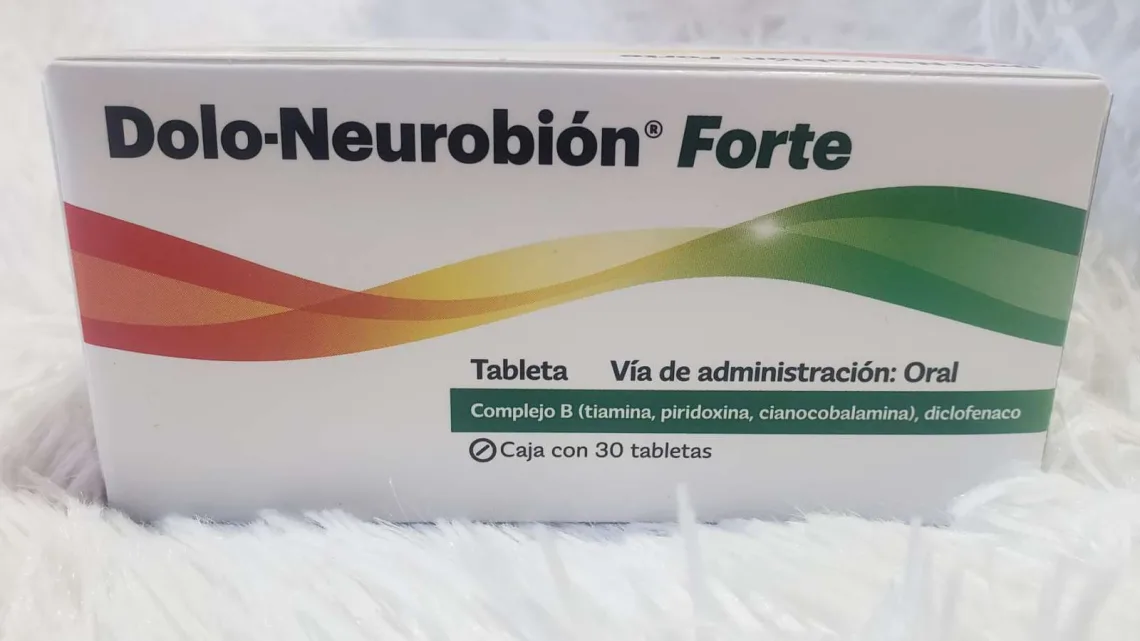 Dolo-Neurobión® Forte
Tableta Vía de administración: Oral
Complejo B (tiamina, piridoxina, cianocobalamina), diclofenaco
Caja con 30 tabletas